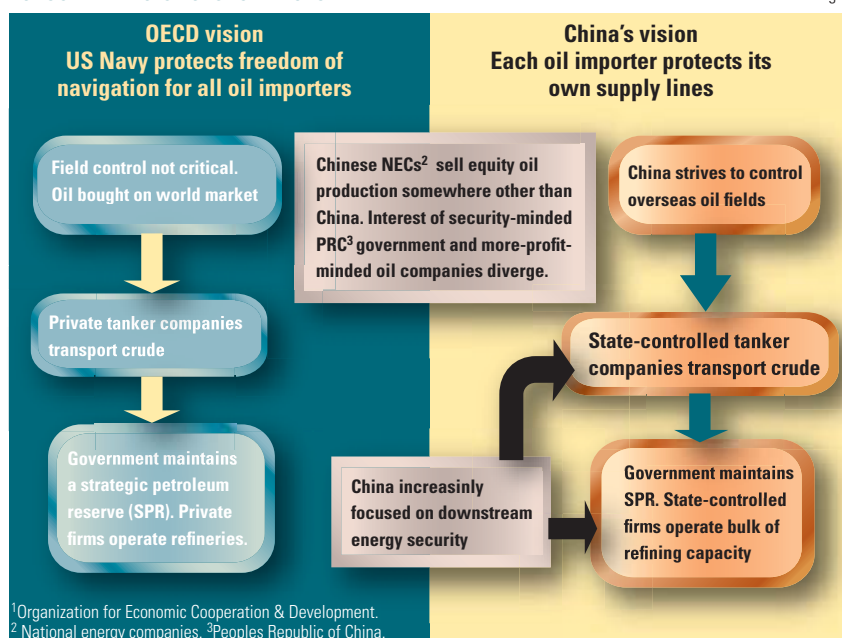 OECD vision
US Navy protects freedom of
navigation for all oil importers
China’s vision
Each oil importer protects its
own supply lines
Field control not critical.
Oil bought on world market
Chinese NECs² sell equity oil
production somewhere other than
China. Interest of security-minded
PRC³ government and more-profit-
minded oil companies diverge.
China strives to control
overseas oil fields
Private tanker companies
transport crude
State-controlled tanker
companies transport crude
Government maintains
a strategic petroleum
reserve (SPR). Private
firms operate refineries.
China increasinly
focused on downstream
energy security
Government maintains
SPR. State-controlled
firms operate bulk of
refining capacity
¹Organization for Economic Cooperation & Development.
² National energy companies. ³Peoples Republic of China.